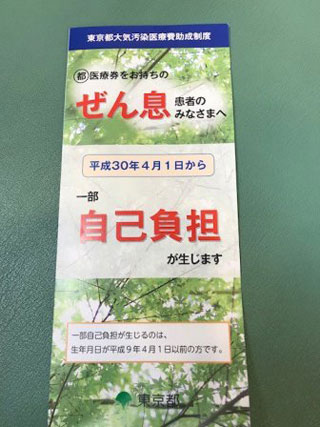 東京都大気汚染医療費助成制度
都医療券をお持ちの
ぜん息 患者の
みなさまへ
平成30年4月1日から
一部
自己負担
が生じます
一部自己負担が生じるのは、
生年月日が平成9年4月1日以前の方です。
東京都